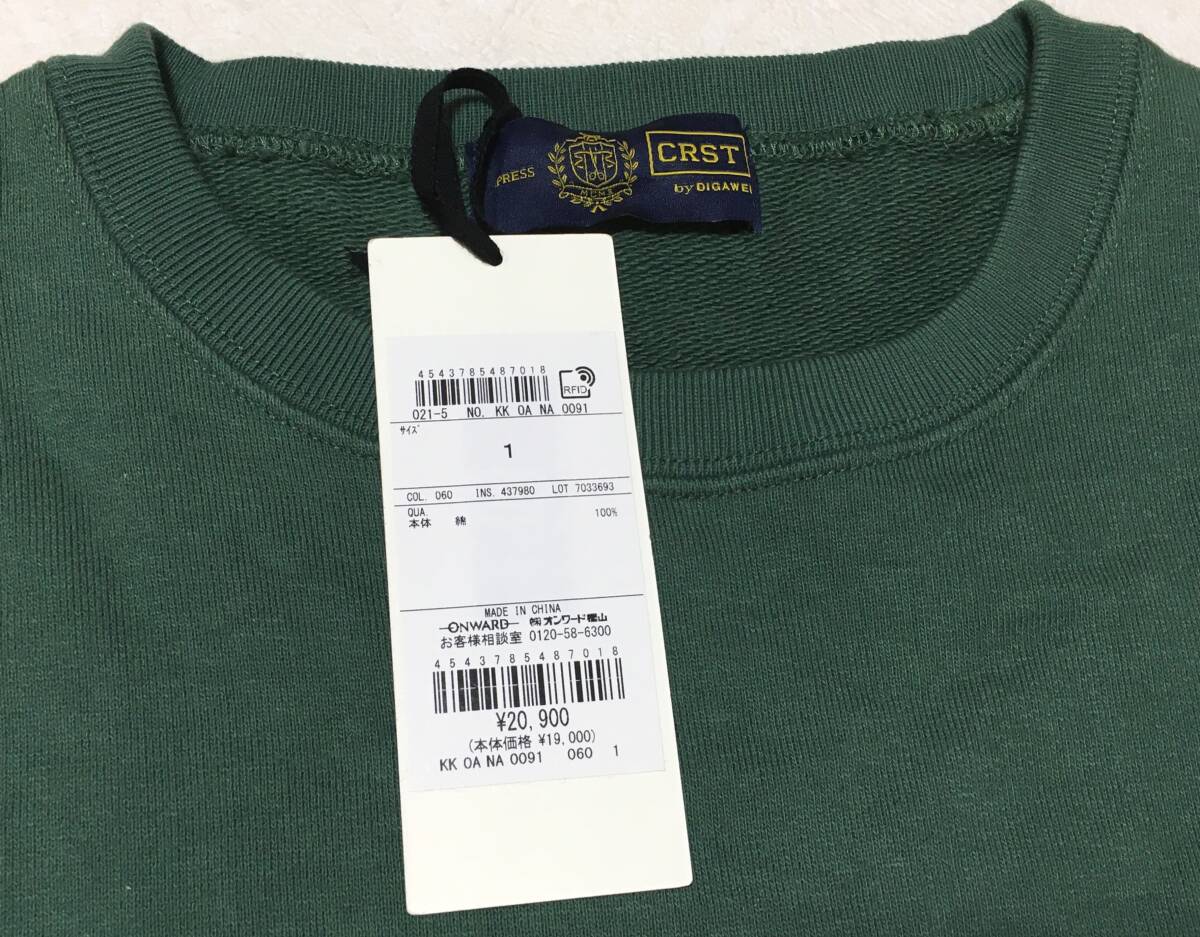 PRESS
CRST
by DIGAWE
4543785487018
RFID
021-5 NO. KK OA NA 0091
サイズ
1
COL. 060 INS. 437980 LOT 7033693
QUA.
本体 綿 100%
MADE IN CHINA
ONWARD ㈱オンワード樫山
お客様相談室 0120-58-6300
4543785487018
¥20,900
(本体価格 ¥19,000)
KK OA NA 0091 060 1